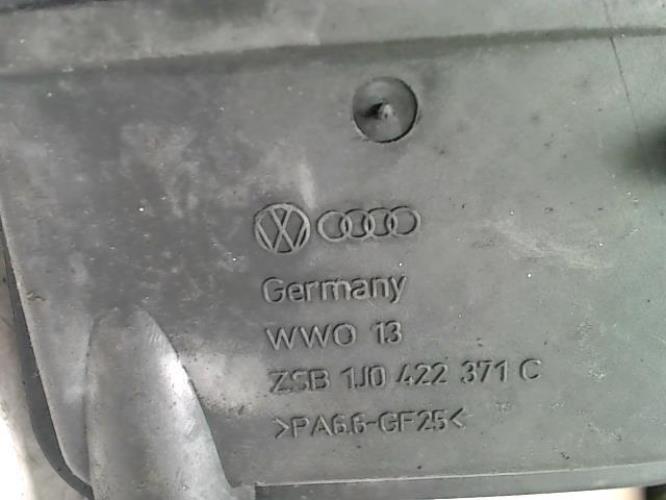 Germany
WWO 13
ZSB 1J0 422 371 C
>PA6.6-GF25<